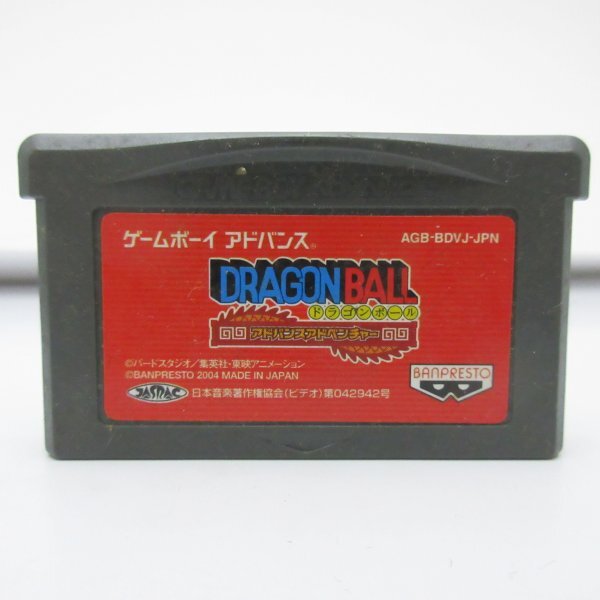 ゲームボーイ アドバンス®
AGB-BDVJ-JPN
DRAGON BALL
ドラゴンボール
アドバンスアドベンチャー
©バードスタジオ/集英社・東映アニメーション
©BANPRESTO 2004 MADE IN JAPAN
BANPRESTO
JASRAC 日本音楽著作権協会(ビデオ)第042942号